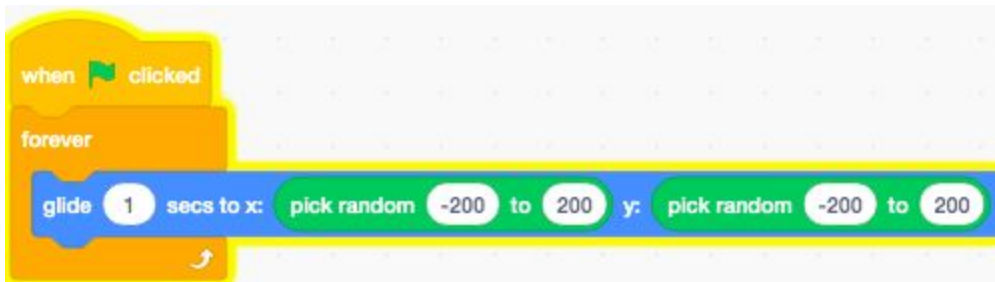 when clicked
forever
glide 1 secs to x: pick random -200 to 200 y: pick random -200 to 200